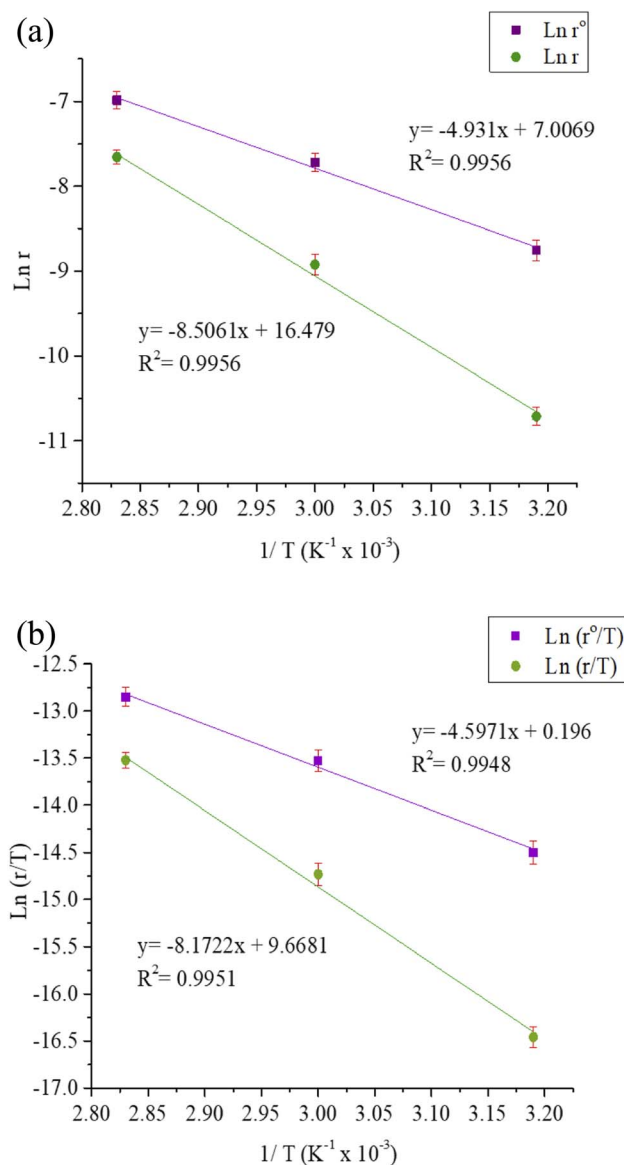 (a)
Ln r°
Ln r
-7
-8
-9
-10
-11
Ln r
y= -4.931x + 7.0069
R²= 0.9956
y= -8.5061x + 16.479
R²= 0.9956
2.80 2.85 2.90 2.95 3.00 3.05 3.10 3.15 3.20
1/ T (K⁻¹ x 10⁻³)
(b)
Ln (r°/T)
Ln (r/T)
-12.5
-13.0
-13.5
-14.0
-14.5
-15.0
-15.5
-16.0
-16.5
-17.0
Ln (r/T)
y= -4.5971x + 0.196
R²= 0.9948
y= -8.1722x + 9.6681
R²= 0.9951
2.80 2.85 2.90 2.95 3.00 3.05 3.10 3.15 3.20
1/ T (K⁻¹ x 10⁻³)